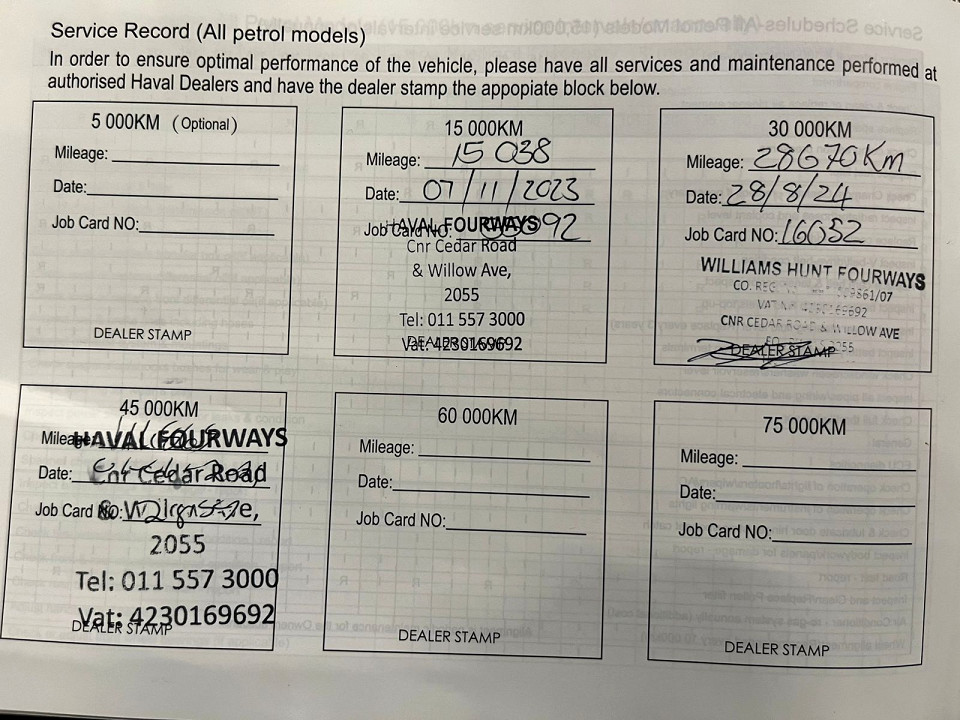 Service Record (All petrol models)
In order to ensure optimal performance of the vehicle, please have all services and maintenance performed at
authorised Haval Dealers and have the dealer stamp the appopiate block below.
5 000KM (Optional)
Mileage:
Date:
Job Card NO:
DEALER STAMP
15 000KM
Mileage: 15 038
Date: 07/11/2023
Job Card NO:
HAVAL FOURWAYS
Cnr Cedar Road
& Willow Ave,
2055
Tel: 011 557 3000
Vat: 4230169692
DEALER STAMP
30 000KM
Mileage: 28670Km
Date: 28/8/24
Job Card NO: 16052
WILLIAMS HUNT FOURWAYS
CO. REG
CNR CEDAR ROAD & WILLOW AVE
DEALER STAMP
45 000KM
Mileage:
HAVAL FOURWAYS
Date:
Cnr Cedar Road
Job Card NO:
2055
Tel: 011 557 3000
Vat: 4230169692
DEALER STAMP
60 000KM
Mileage:
Date:
Job Card NO:
DEALER STAMP
75 000KM
Mileage:
Date:
Job Card NO:
DEALER STAMP